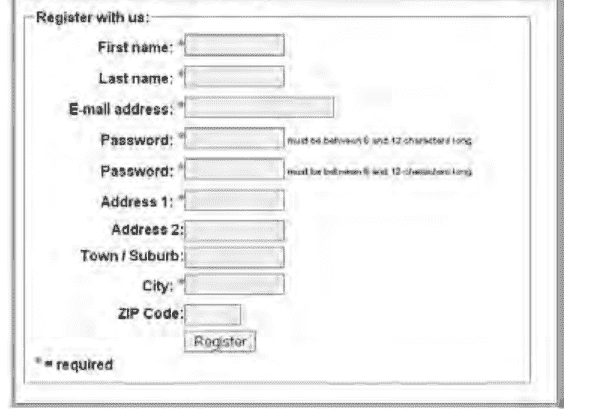 Register with us:
First name: *
Last name: *
E-mail address: *
Password: * must be between 6 and 12 characters long
Password: * must be between 6 and 12 characters long
Address 1: *
Address 2:
Town / Suburb:
City: *
ZIP Code:
Register
* = required